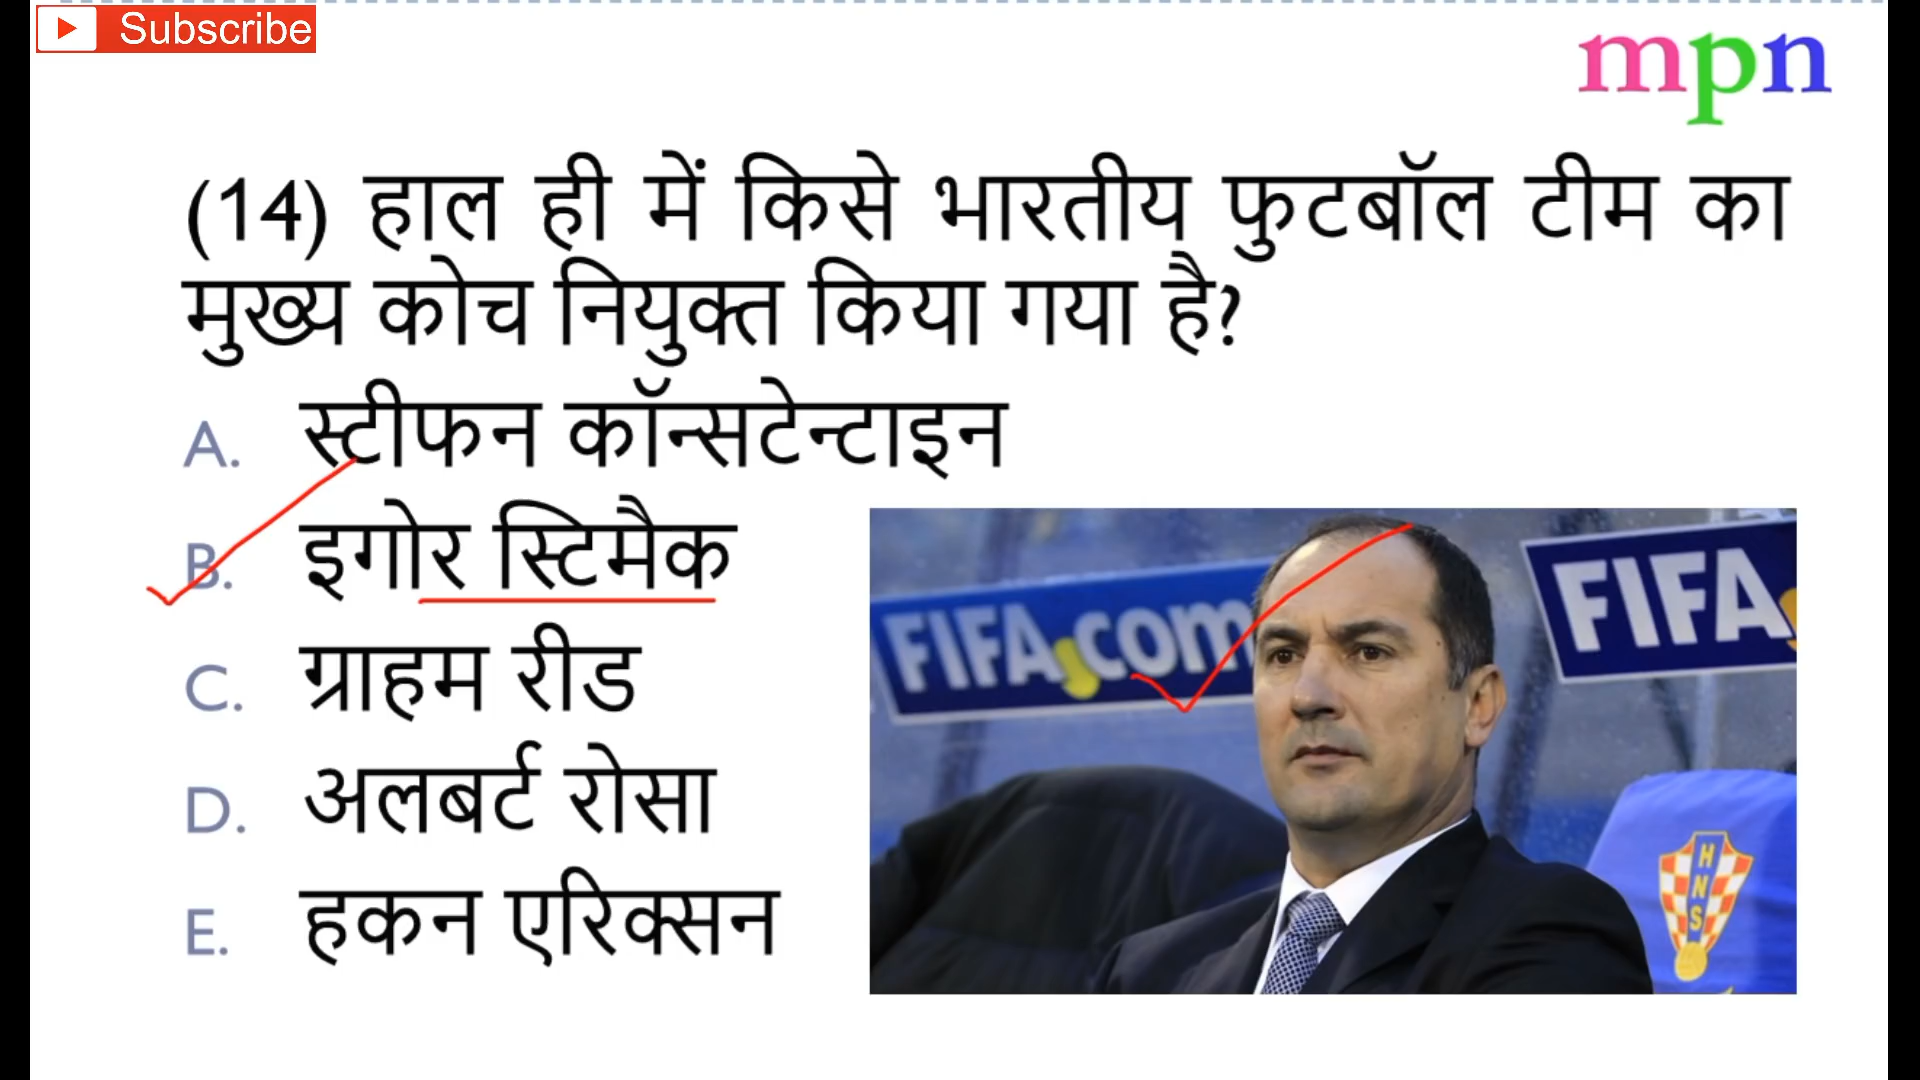 Subscribe
mpn
(14) हाल ही में किसे भारतीय फुटबॉल टीम का
मुख्य कोच नियुक्त किया गया है?
A. स्टीफन कॉन्सटेन्टाइन
B. इगोर स्टिमैक
C. ग्राहम रीड
D. अलबर्ट रोसा
E. हकन एरिक्सन
FIFA.com
FIFA
HNS